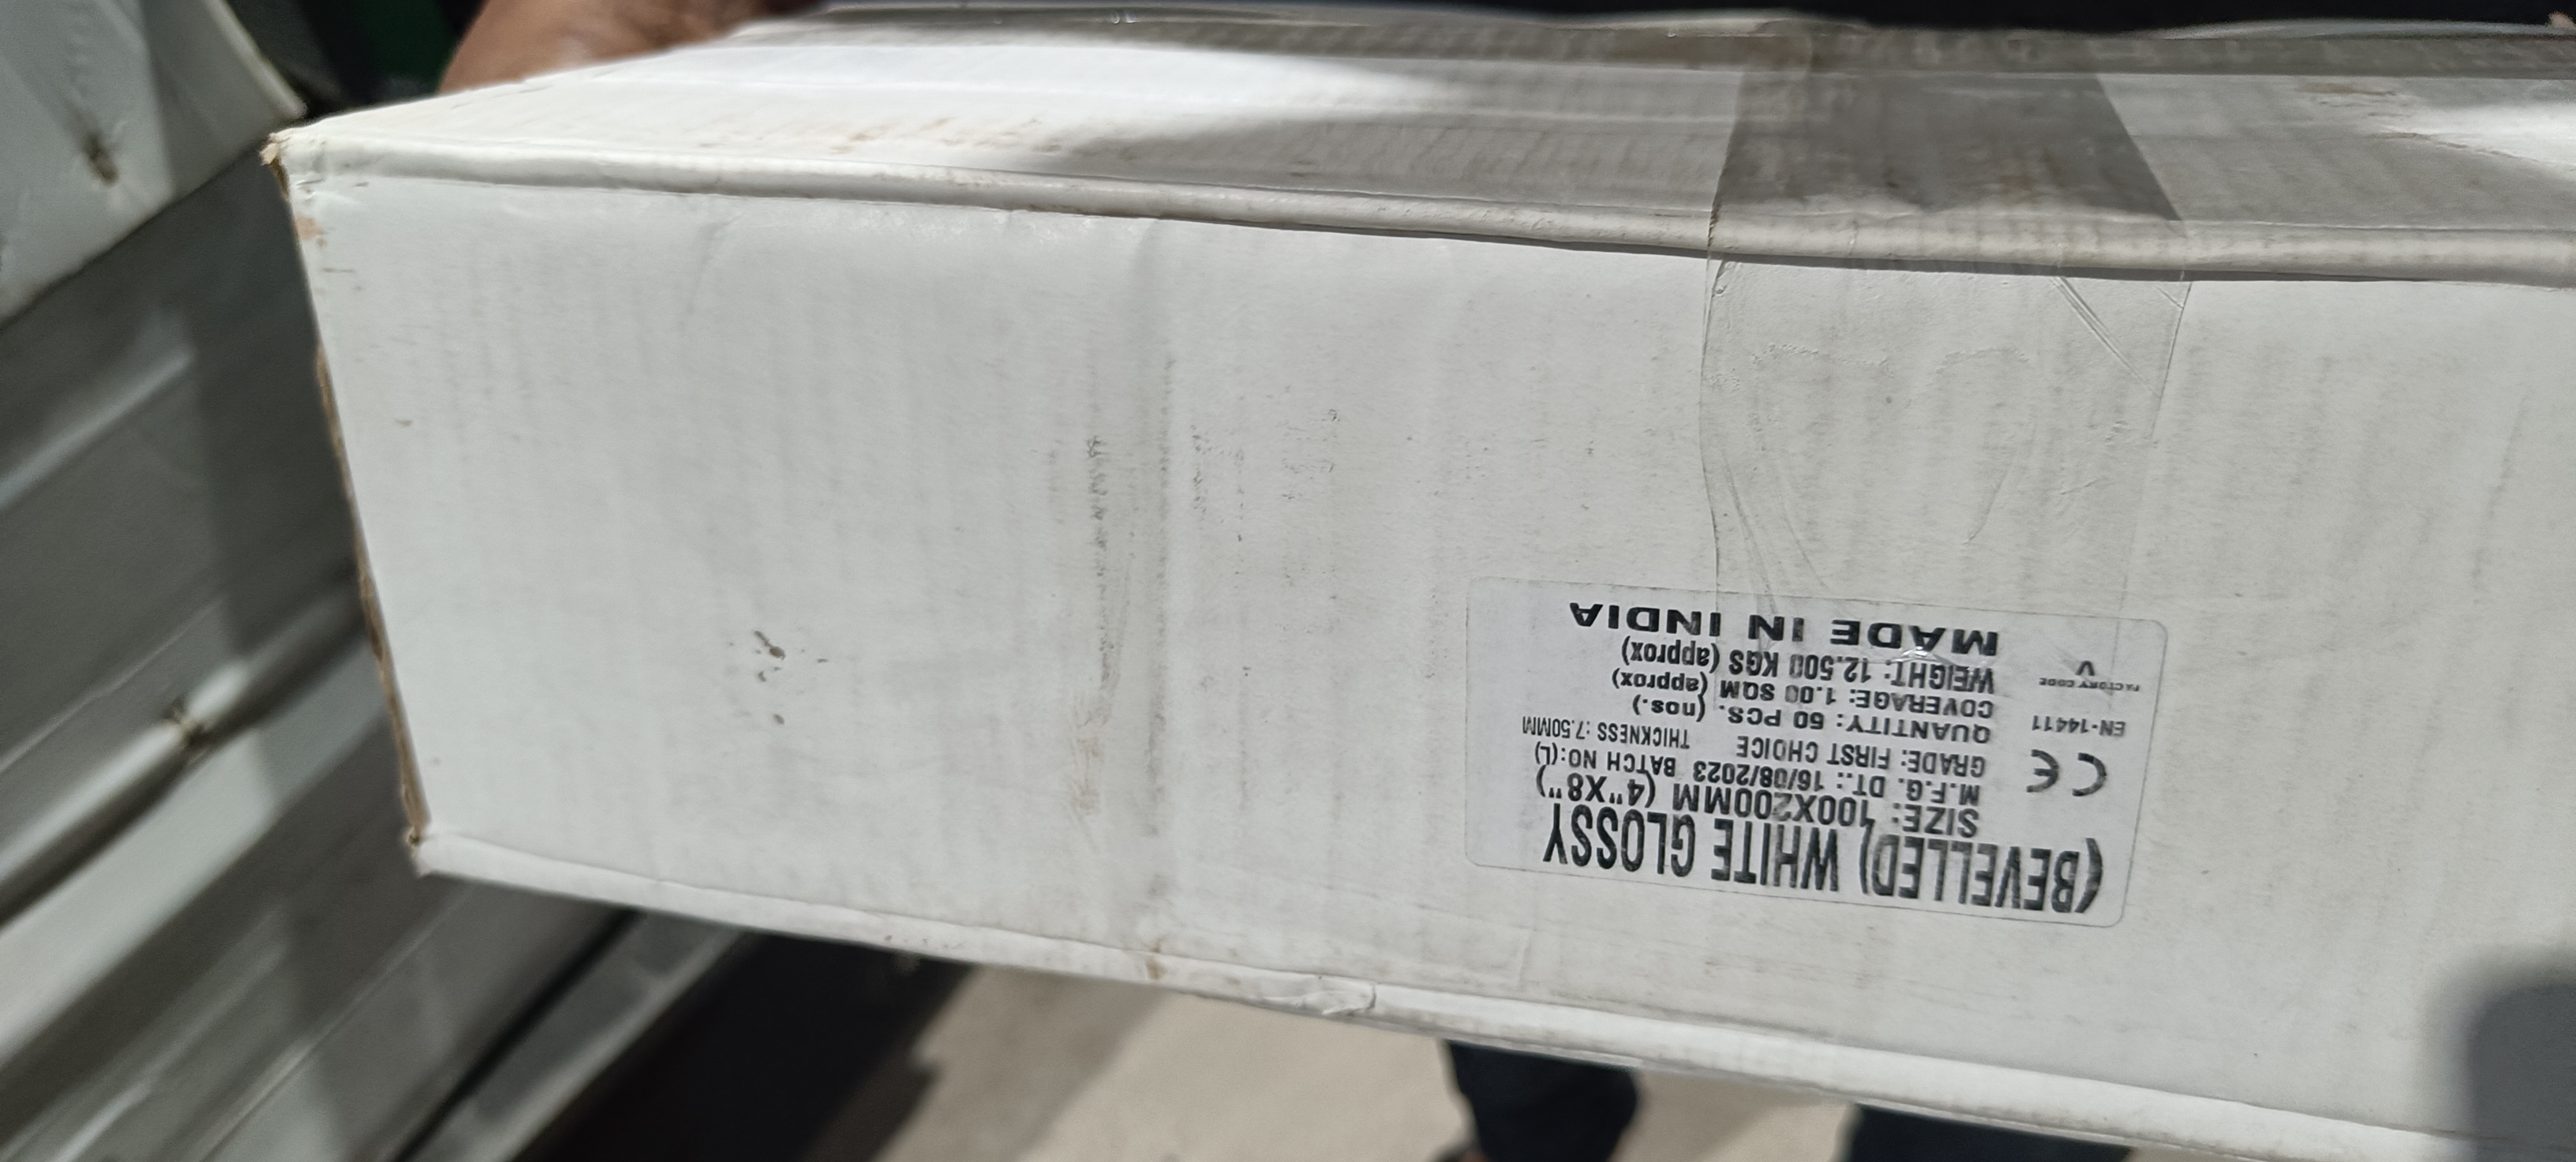 (BEVELLED) WHITE GLOSSY
SIZE: 100X200MM (4"X8")
M.F.G. DT.: 16/08/2023 BATCH NO:(L)
GRADE: FIRST CHOICE THICKNESS :7.50MM
QUANTITY: 50 PCS. (nos.)
COVERAGE: 1.00 SQM (approx)
WEIGHT: 12.500 KGS (approx)
MADE IN INDIA
CE
EN-14411
FACTORY CODE
V